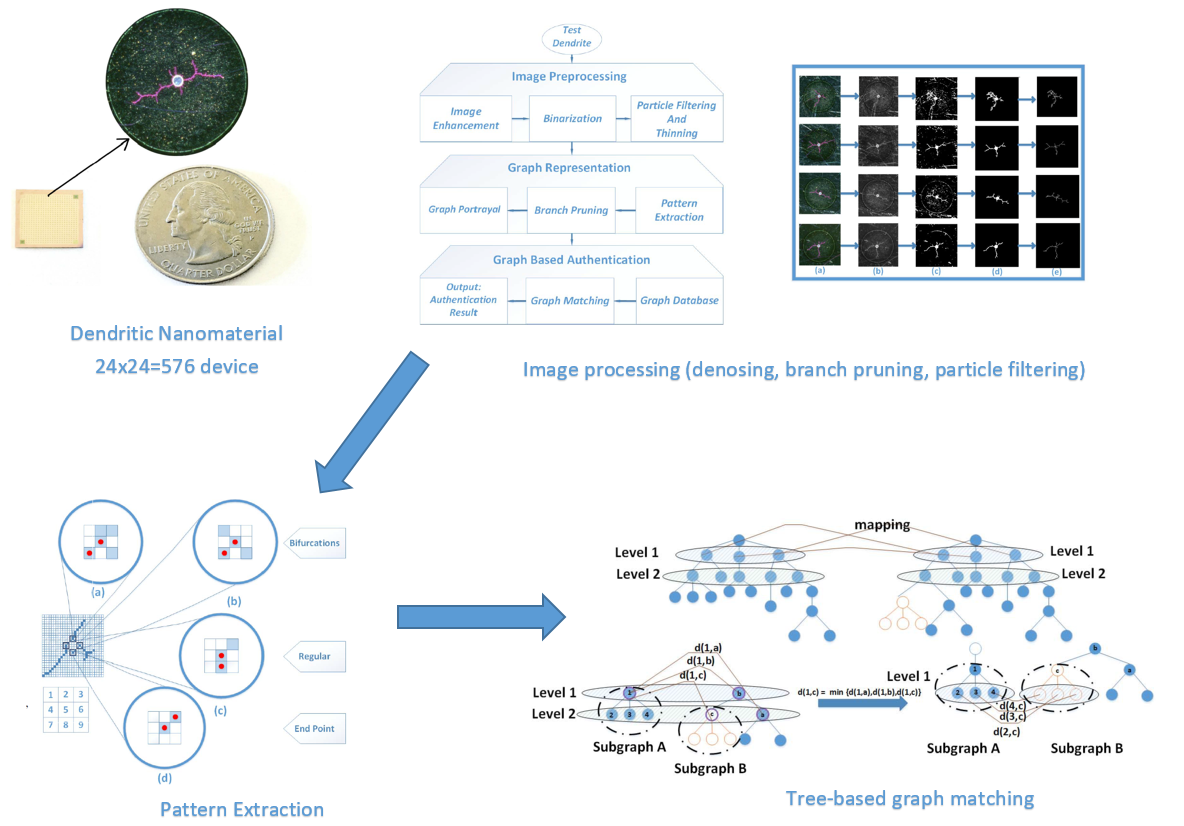 UNITED STATES OF AMERICA
LIBERTY
IN
GOD WE
TRUST
QUARTER DOLLAR
Dendritic Nanomaterial
24x24=576 device
Test
Dendrite
Image Preprocessing
Image
Enhancement
Binarization
Particle Filtering
And
Thinning
Graph Representation
Graph Portrayal
Branch Pruning
Pattern
Extraction
Graph Based Authentication
Output:
Authentication
Result
Graph Matching
Graph Database
(a) (b) (c) (d) (e)
Image processing (denosing, branch pruning, particle filtering)
Bifurcations
(a)
(b)
Regular
(c)
1 2 3
4 5 6
7 8 9
End Point
(d)
Pattern Extraction
mapping
Level 1
Level 1
Level 2
Level 2
d(1,a)
d(1,b)
d(1,c)
Level 1
1
b
Level 2
2 3 4
c
a
Subgraph A
Subgraph B
d(1,c) = min {d(1,a),d(1,b),d(1,c)}
b
Level 1
1
c
a
2 3 4
d(4,c)
d(3,c)
d(2,c)
Subgraph A
Subgraph B
Tree-based graph matching